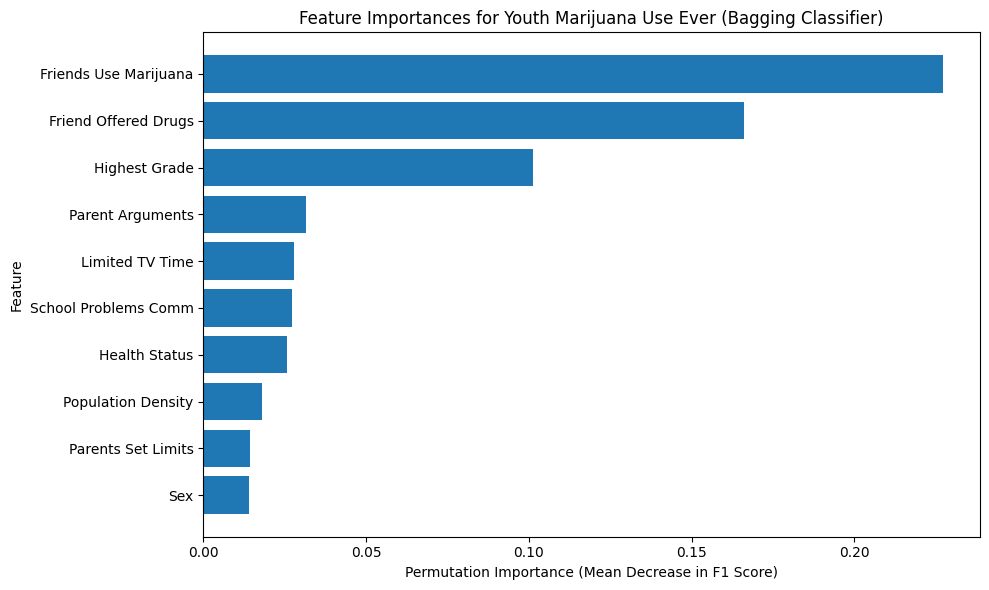 Feature Importances for Youth Marijuana Use Ever (Bagging Classifier)
Feature
Friends Use Marijuana
Friend Offered Drugs
Highest Grade
Parent Arguments
Limited TV Time
School Problems Comm
Health Status
Population Density
Parents Set Limits
Sex
0.00 0.05 0.10 0.15 0.20
Permutation Importance (Mean Decrease in F1 Score)